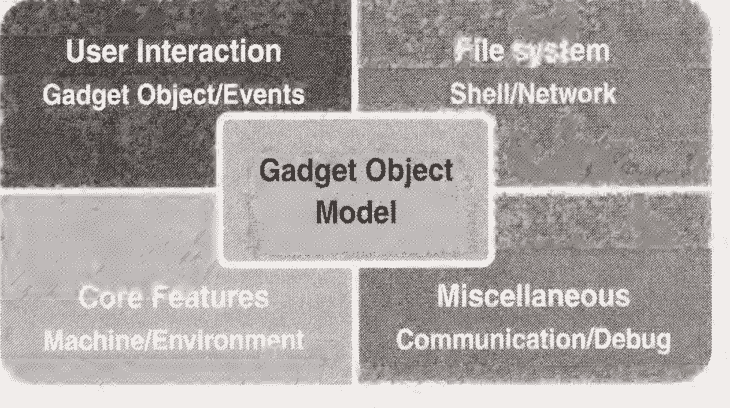 User Interaction
Gadget Object/Events
File system
Shell/Network
Gadget Object
Model
Core Features
Machine/Environment
Miscellaneous
Communication/Debug